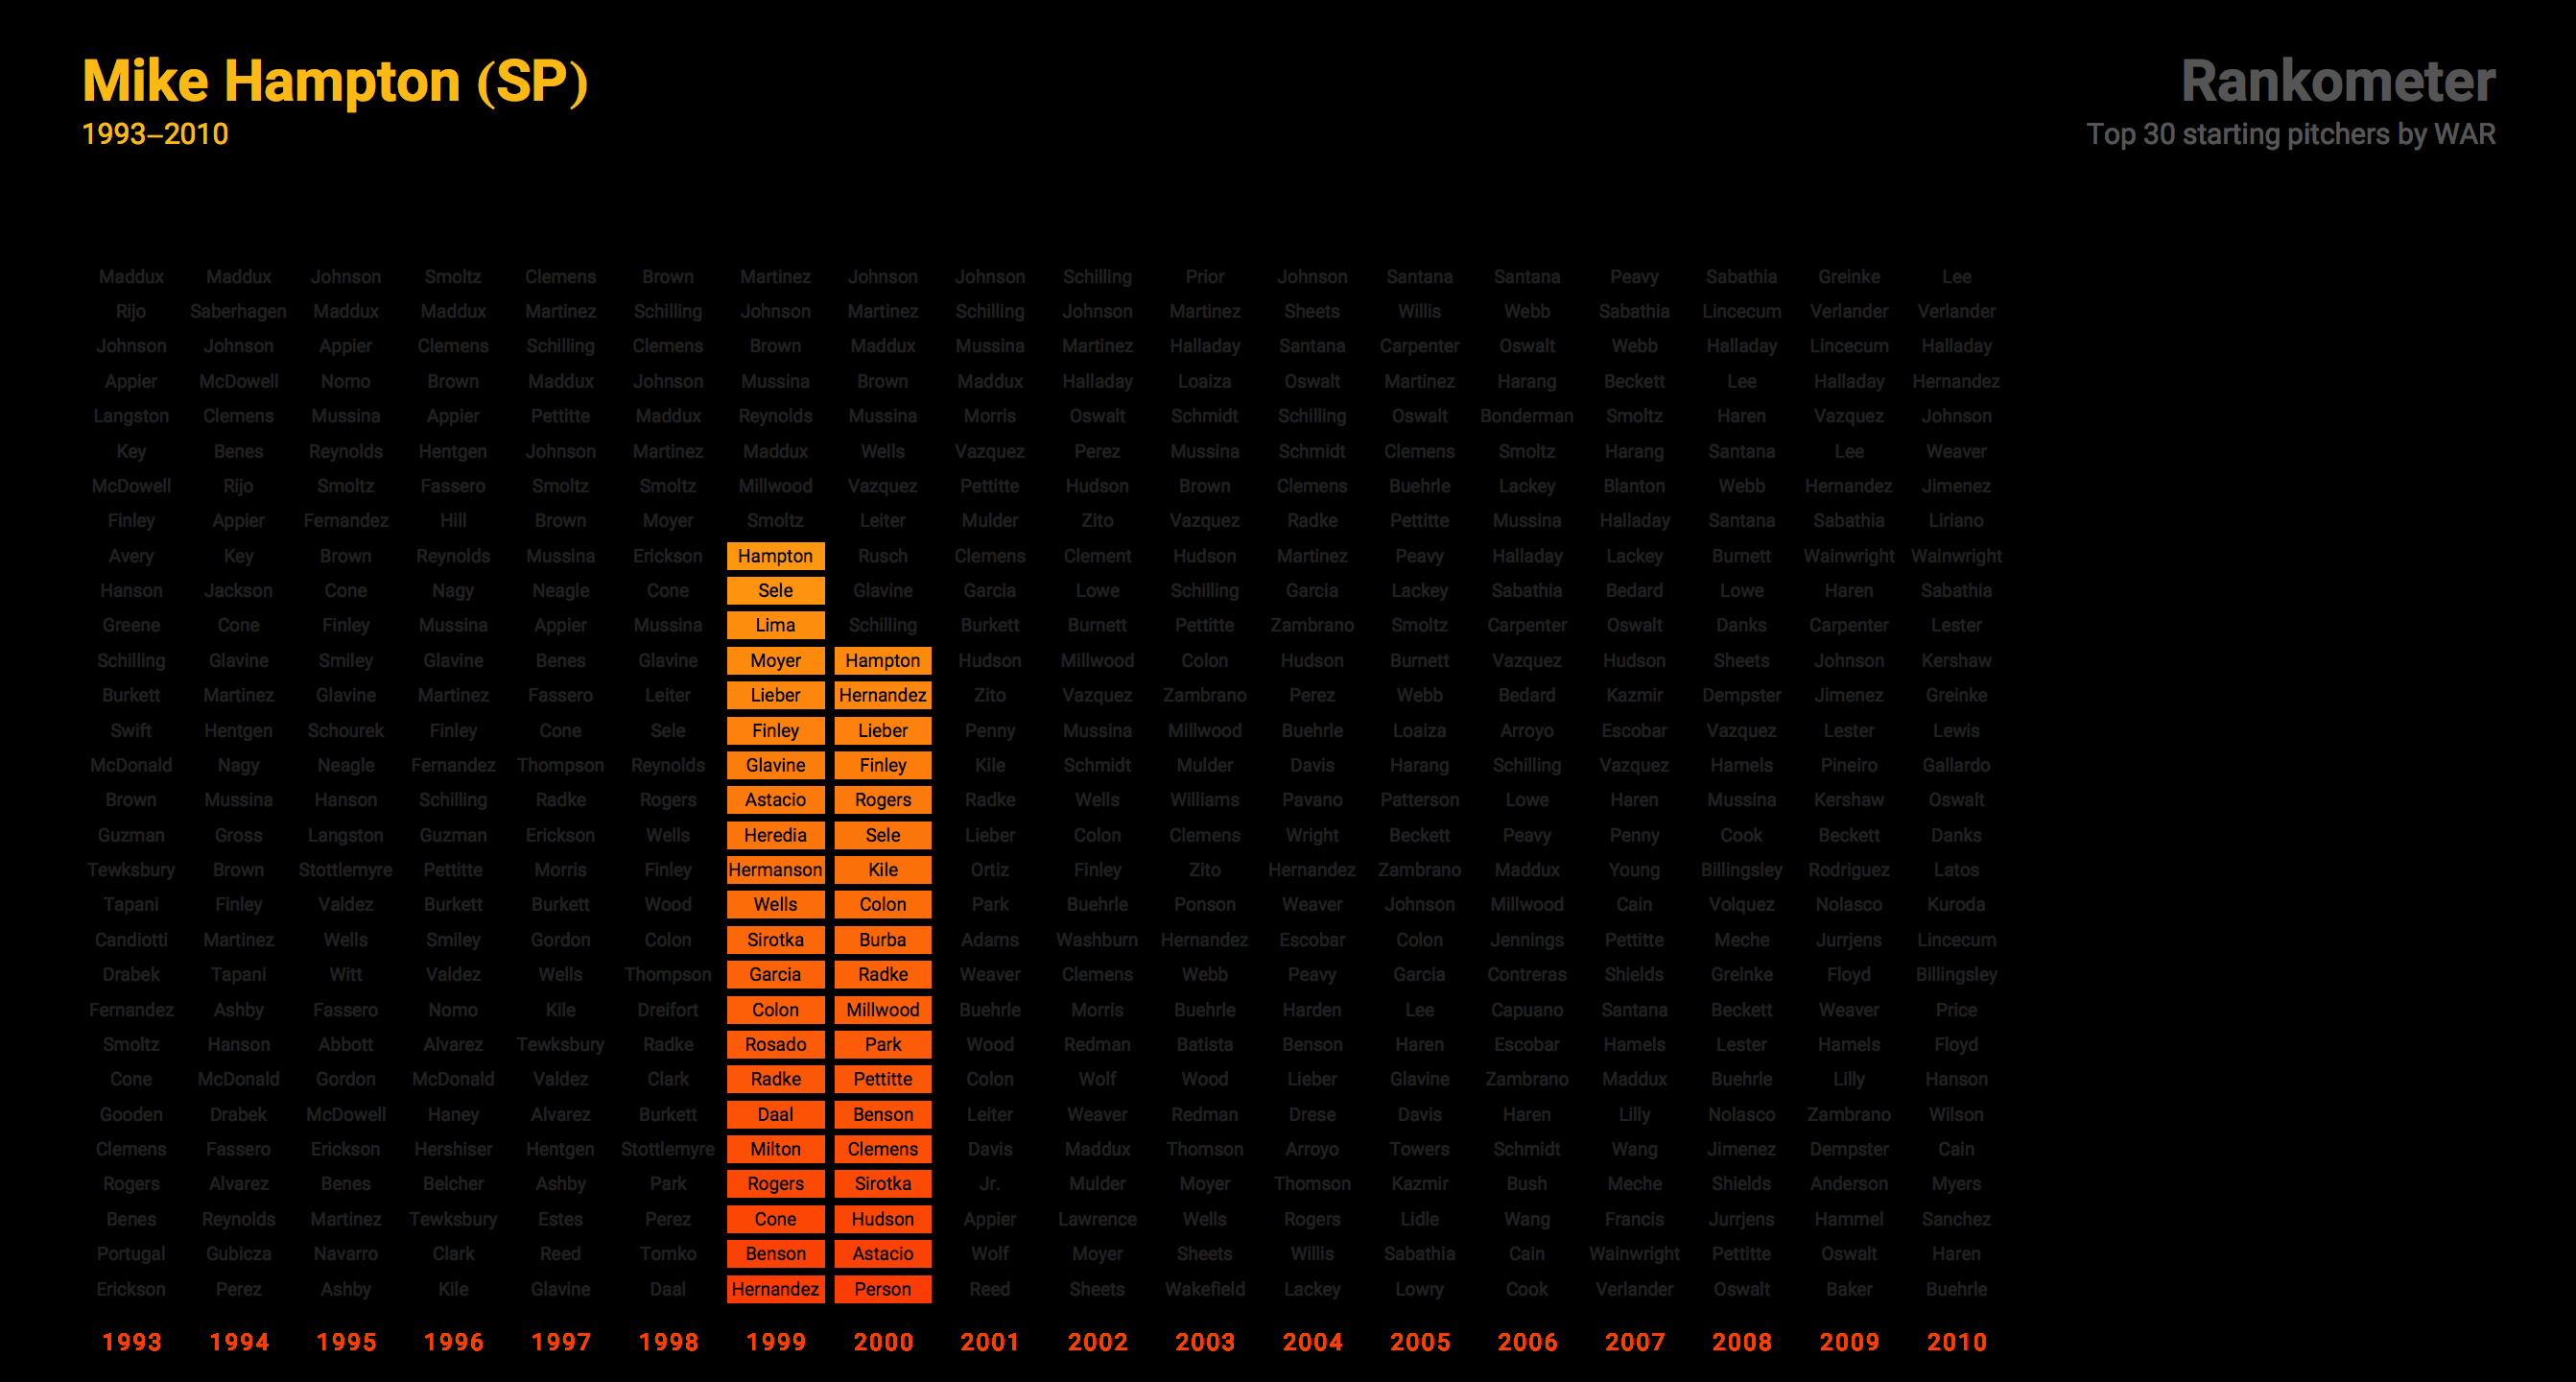 Mike Hampton (SP)
1993–2010
Rankometer
Top 30 starting pitchers by WAR
Maddux Maddux Johnson Smoltz Clemens Brown Martinez Johnson Johnson Schilling Prior Johnson Santana Santana Peavy Sabathia Greinke Lee
Rijo Saberhagen Maddux Maddux Martinez Schilling Johnson Martinez Schilling Johnson Martinez Sheets Willis Webb Sabathia Lincecum Verlander Verlander
Johnson Johnson Appier Clemens Schilling Clemens Brown Maddux Mussina Martinez Halladay Santana Carpenter Oswalt Webb Halladay Lincecum Halladay
Appier McDowell Nomo Brown Maddux Johnson Mussina Brown Maddux Halladay Loaiza Oswalt Martinez Harang Beckett Lee Halladay Hernandez
Langston Clemens Mussina Appier Pettitte Maddux Reynolds Mussina Morris Oswalt Schmidt Schilling Oswalt Bonderman Smoltz Haren Vazquez Johnson
Key Benes Reynolds Hentgen Johnson Martinez Maddux Wells Vazquez Perez Mussina Schmidt Clemens Smoltz Harang Santana Lee Weaver
McDowell Rijo Smoltz Fassero Smoltz Smoltz Millwood Vazquez Pettitte Hudson Brown Clemens Buehrle Lackey Blanton Webb Hernandez Jimenez
Finley Appier Fernandez Hill Brown Moyer Smoltz Leiter Mulder Zito Vazquez Radke Pettitte Mussina Halladay Santana Sabathia Liriano
Avery Key Brown Reynolds Mussina Erickson Hampton Rusch Clemens Clement Hudson Martinez Peavy Halladay Lackey Burnett Wainwright Wainwright
Hanson Jackson Cone Nagy Neagle Cone Sele Glavine Garcia Lowe Schilling Garcia Lackey Sabathia Bedard Lowe Haren Sabathia
Greene Cone Finley Mussina Appier Mussina Lima Schilling Burkett Burnett Pettitte Zambrano Smoltz Carpenter Oswalt Danks Carpenter Lester
Schilling Glavine Smiley Glavine Benes Glavine Moyer Hampton Hudson Millwood Colon Hudson Burnett Vazquez Hudson Sheets Johnson Kershaw
Burkett Martinez Glavine Martinez Fassero Leiter Lieber Hernandez Zito Vazquez Zambrano Perez Webb Bedard Kazmir Dempster Jimenez Greinke
Swift Hentgen Schourek Finley Cone Sele Finley Lieber Penny Mussina Millwood Buehrle Loaiza Arroyo Escobar Vazquez Lester Lewis
McDonald Nagy Neagle Fernandez Thompson Reynolds Glavine Finley Kile Schmidt Mulder Davis Harang Schilling Vazquez Hamels Pineiro Gallardo
Brown Mussina Hanson Schilling Radke Rogers Astacio Rogers Radke Wells Williams Pavano Patterson Lowe Haren Mussina Kershaw Oswalt
Guzman Gross Langston Guzman Erickson Wells Heredia Sele Lieber Colon Clemens Wright Beckett Peavy Penny Cook Beckett Danks
Tewksbury Brown Stottlemyre Pettitte Morris Finley Hermanson Kile Ortiz Finley Zito Hernandez Zambrano Maddux Young Billingsley Rodriguez Latos
Tapani Finley Valdez Burkett Burkett Wood Wells Colon Park Buehrle Ponson Weaver Johnson Millwood Cain Volquez Nolasco Kuroda
Candiotti Martinez Wells Smiley Gordon Colon Sirotka Burba Adams Washburn Hernandez Escobar Colon Jennings Pettitte Meche Jurrjens Lincecum
Drabek Tapani Witt Valdez Wells Thompson Garcia Radke Weaver Clemens Webb Peavy Garcia Contreras Shields Greinke Floyd Billingsley
Fernandez Ashby Fassero Nomo Kile Dreifort Colon Millwood Buehrle Morris Buehrle Harden Lee Capuano Santana Beckett Weaver Price
Smoltz Hanson Abbott Alvarez Tewksbury Radke Rosado Park Wood Redman Batista Benson Haren Escobar Hamels Lester Hamels Floyd
Cone McDonald Gordon McDonald Valdez Clark Radke Pettitte Colon Wolf Wood Lieber Glavine Zambrano Maddux Buehrle Lilly Hanson
Gooden Drabek McDowell Haney Alvarez Burkett Daal Benson Leiter Weaver Redman Drese Davis Haren Lilly Nolasco Zambrano Wilson
Clemens Fassero Erickson Hershiser Hentgen Stottlemyre Milton Clemens Davis Maddux Thomson Arroyo Towers Schmidt Wang Jimenez Dempster Cain
Rogers Alvarez Benes Belcher Ashby Park Rogers Sirotka Jr. Mulder Moyer Thomson Kazmir Bush Meche Shields Anderson Myers
Benes Reynolds Martinez Tewksbury Estes Perez Cone Hudson Appier Lawrence Wells Rogers Lidle Wang Francis Jurrjens Hammel Sanchez
Portugal Gubicza Navarro Clark Reed Tomko Benson Astacio Wolf Moyer Sheets Willis Sabathia Cain Wainwright Pettitte Oswalt Haren
Erickson Perez Ashby Kile Glavine Daal Hernandez Person Reed Sheets Wakefield Lackey Lowry Cook Verlander Oswalt Baker Buehrle
1993 1994 1995 1996 1997 1998 1999 2000 2001 2002 2003 2004 2005 2006 2007 2008 2009 2010